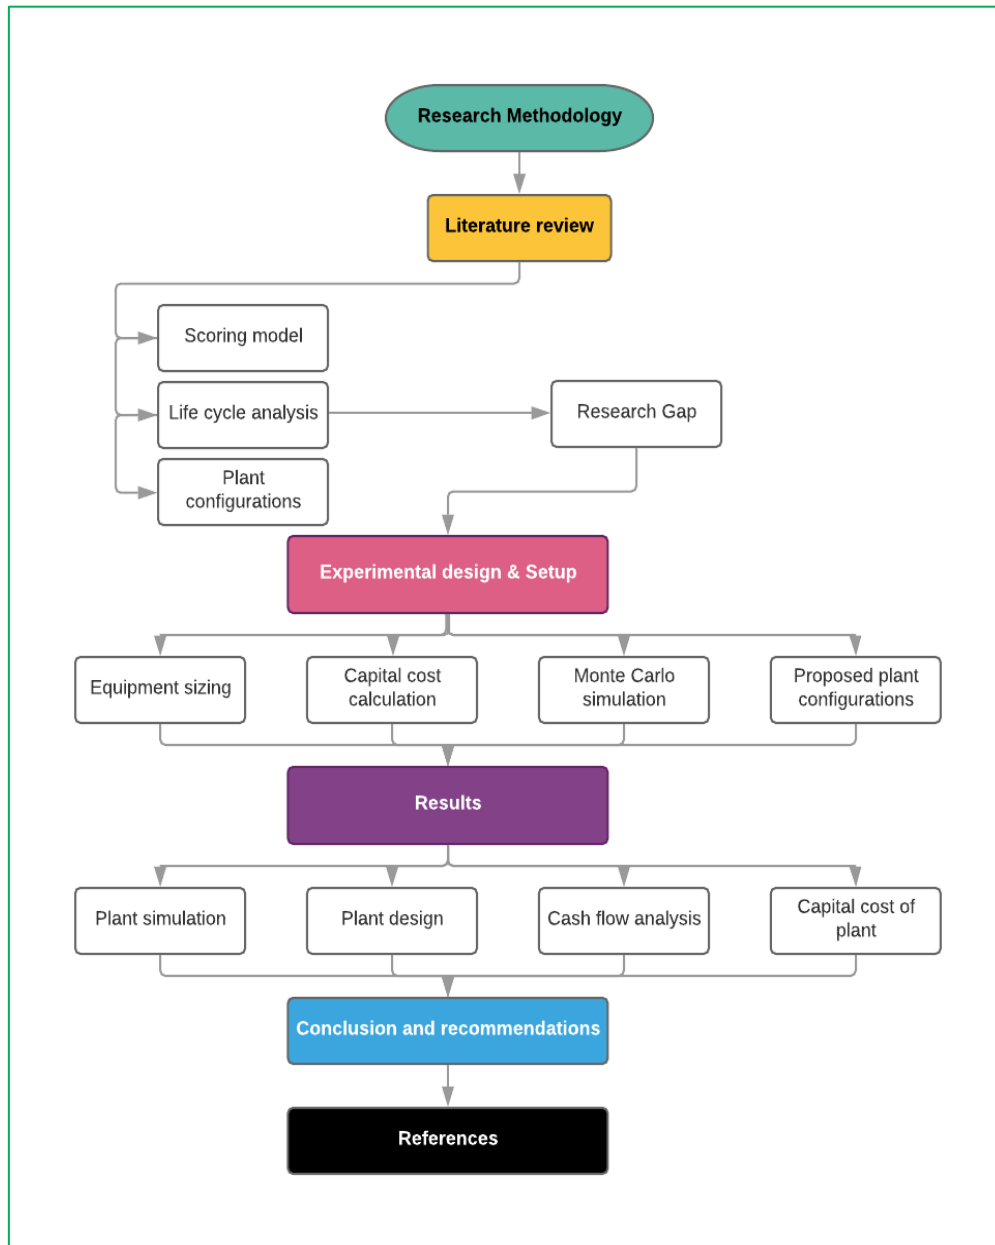 Research Methodology
Literature review
Scoring model
Life cycle analysis
Research Gap
Plant
configurations
Experimental design & Setup
Equipment sizing
Capital cost
calculation
Monte Carlo
simulation
Proposed plant
configurations
Results
Plant simulation
Plant design
Cash flow analysis
Capital cost of
plant
Conclusion and recommendations
References